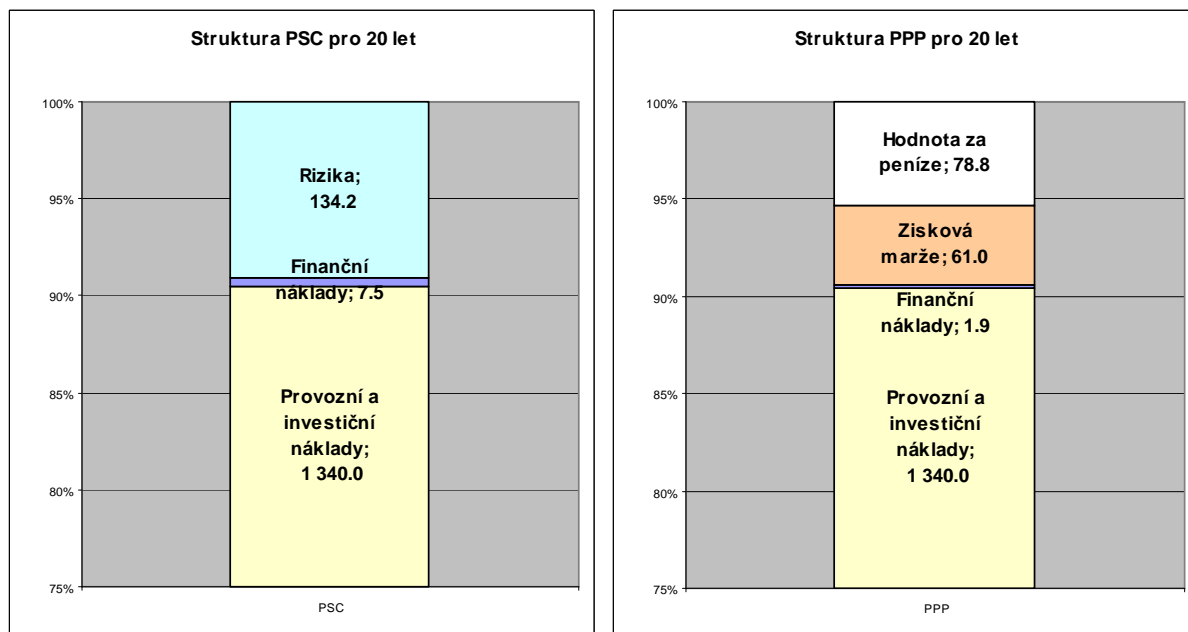 Struktura PSC pro 20 let
100%
95%
90%
85%
80%
75%
Rizika;
134.2
Finanční
náklady; 7.5
Provozní a
investiční
náklady;
1 340.0
PSC
Struktura PPP pro 20 let
100%
95%
90%
85%
80%
75%
Hodnota za
peníze; 78.8
Zisková
marže; 61.0
Finanční
náklady; 1.9
Provozní a
investiční
náklady;
1 340.0
PPP